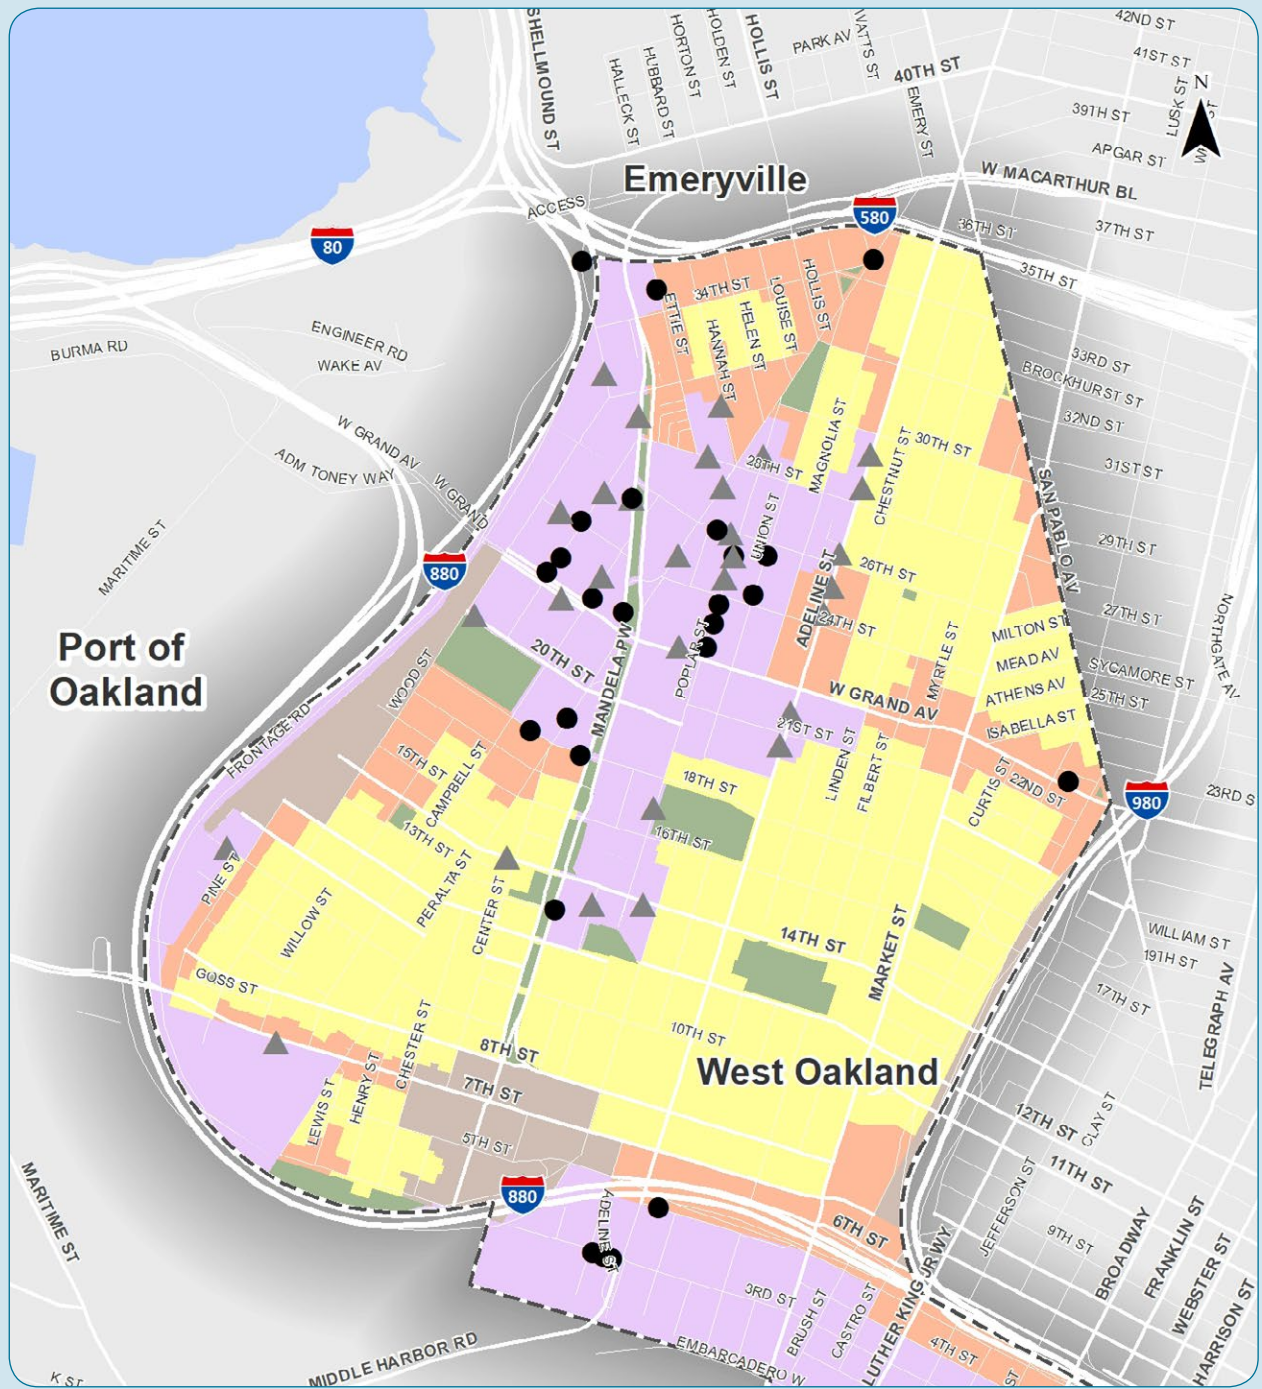 42ND ST
41ST ST
SHELLMOUND ST
HORTON ST
HOLDEN ST
HOLLIS ST
PARK AV
WATTS ST
40TH ST
HUBBARD ST
HALLECK ST
EMERY ST
39TH ST
LUSK ST
N
APGAR ST
Emeryville
W MACARTHUR BL
ACCESS
580
80
36TH ST
37TH ST
35TH ST
34TH ST
ETTIE ST
HANNAH ST
HELEN ST
LOUISE ST
HOLLIS ST
ENGINEER RD
BURMA RD
WAKE AV
33RD ST
BROCKHURST ST
32ND ST
31ST ST
W GRAND AV
ADM TONEY WAY
W GRAND
MAGNOLIA ST
30TH ST
28TH ST
CHESTNUT ST
SAN PABLO AV
29TH ST
MARITIME ST
UNION ST
880
26TH ST
ADELINE ST
24TH ST
27TH ST
NORTHGATE AV
Port of
Oakland
MILTON ST
MEAD AV
SYCAMORE ST
25TH ST
ATHENS AV
ISABELLA ST
MYRTLE ST
20TH ST
WOOD ST
MANDELA PW
POPLAR ST
W GRAND AV
21ST ST
FRONTAGE RD
15TH ST
CAMPBELL ST
18TH ST
LINDEN ST
FILBERT ST
CURTIS ST
22ND ST
980
23RD S
13TH ST
16TH ST
PINE ST
PERALTA ST
WILLOW ST
CENTER ST
14TH ST
MARKET ST
WILLIAM ST
19TH ST
17TH ST
TELEGRAPH AV
GOSS ST
CHESTER ST
8TH ST
10TH ST
West Oakland
7TH ST
HENRY ST
LEWIS ST
5TH ST
12TH ST
CLAY ST
11TH ST
880
MARITIME ST
ADELINE ST
6TH ST
JEFFERSON ST
9TH ST
BROADWAY
FRANKLIN ST
WEBSTER ST
HARRISON ST
3RD ST
BRUSH ST
CASTRO ST
LUTHER KING JR WY
4TH ST
ST
EMBARCADERO W
MIDDLE HARBOR RD
K ST